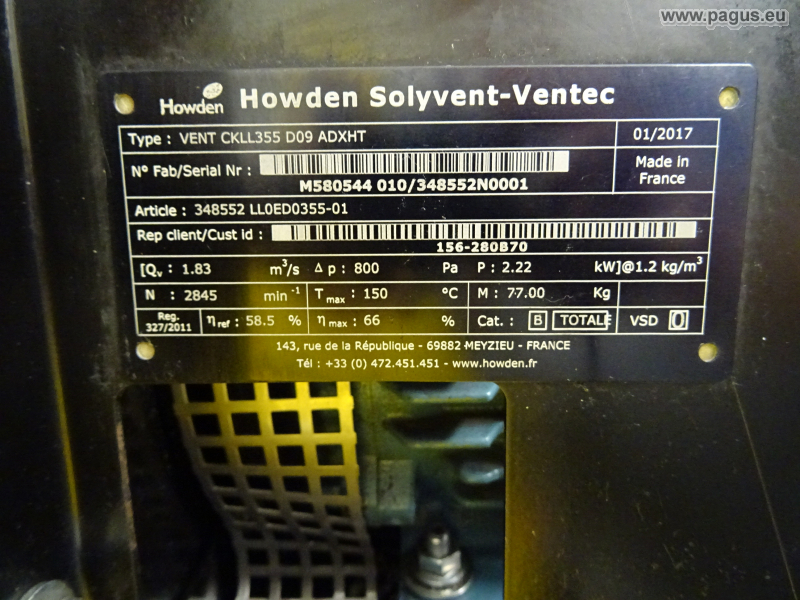 www.pagus.eu
Howden Howden Solyvent-Ventec
Type : VENT CKLL355 D09 ADXHT 01/2017
N° Fab/Serial Nr : Made in
M580544 010/348552N0001 France
Article : 348552 LL0ED0355-01
Rep client/Cust id :
156-280B70
[Qv : 1.83 m³/s Δ p : 800 Pa P : 2.22 kW]@1.2 kg/m³
N : 2845 min⁻¹ Tmax : 150 °C M : 77.00 Kg
Reg.
327/2011 ηref : 58.5 % ηmax : 66 % Cat. : B TOTALE VSD 0
143, rue de la République - 69882 MEYZIEU - FRANCE
Tél : +33 (0) 472.451.451 - www.howden.fr